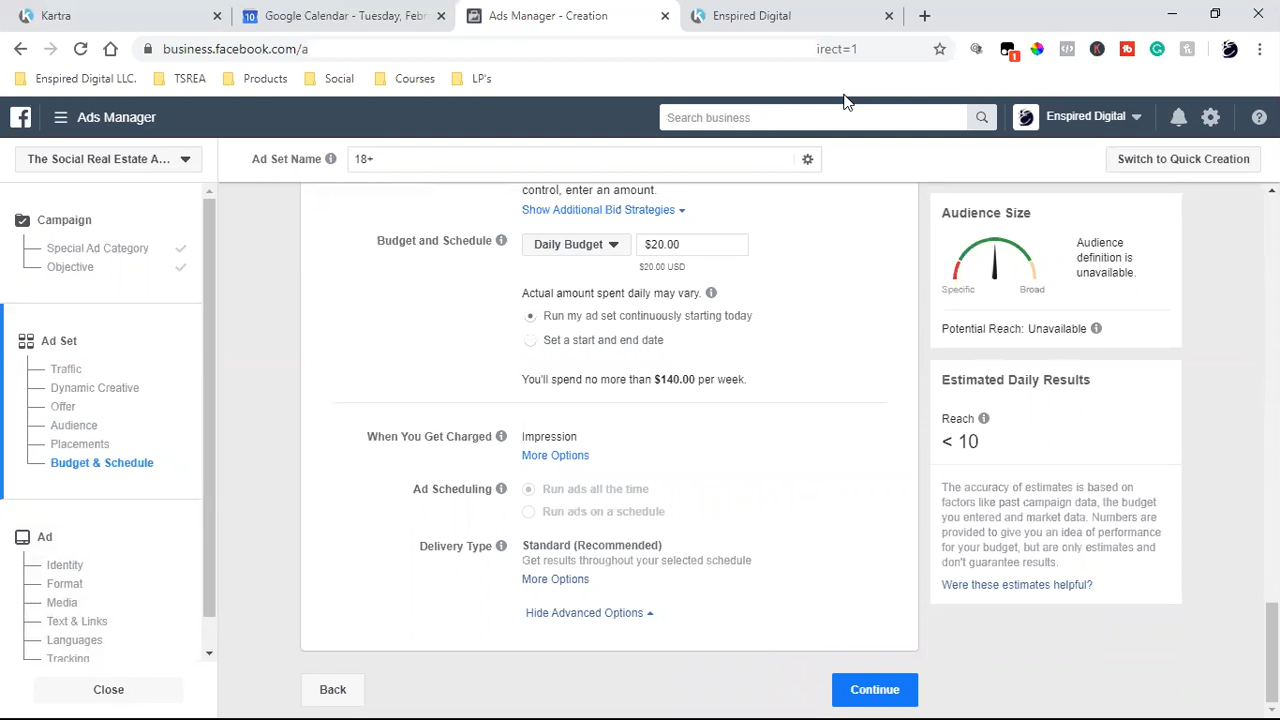 Kartra
Google Calendar - Tuesday, Febr
Ads Manager - Creation
Enspired Digital
business.facebook.com/a
irect=1
1
Enspired Digital LLC.
TSREA
Products
Social
Courses
LP's
Ads Manager
Search business
Enspired Digital
The Social Real Estate A...
Ad Set Name
18+
Switch to Quick Creation
Campaign
Special Ad Category
Objective
Ad Set
Traffic
Dynamic Creative
Offer
Audience
Placements
Budget & Schedule
Ad
Identity
Format
Media
Text & Links
Languages
Tracking
Close
control, enter an amount.
Show Additional Bid Strategies
Budget and Schedule
Daily Budget
$20.00
$20.00 USD
Actual amount spent daily may vary.
Run my ad set continuously starting today
Set a start and end date
You'll spend no more than $140.00 per week.
When You Get Charged
Impression
More Options
Ad Scheduling
Run ads all the time
Run ads on a schedule
Delivery Type
Standard (Recommended)
Get results throughout your selected schedule
More Options
Hide Advanced Options
Back
Continue
Audience Size
Specific
Broad
Audience
definition is
unavailable.
Potential Reach: Unavailable
Estimated Daily Results
Reach
< 10
The accuracy of estimates is based on
factors like past campaign data, the budget
you entered and market data. Numbers are
provided to give you an idea of performance
for your budget, but are only estimates and
don't guarantee results.
Were these estimates helpful?